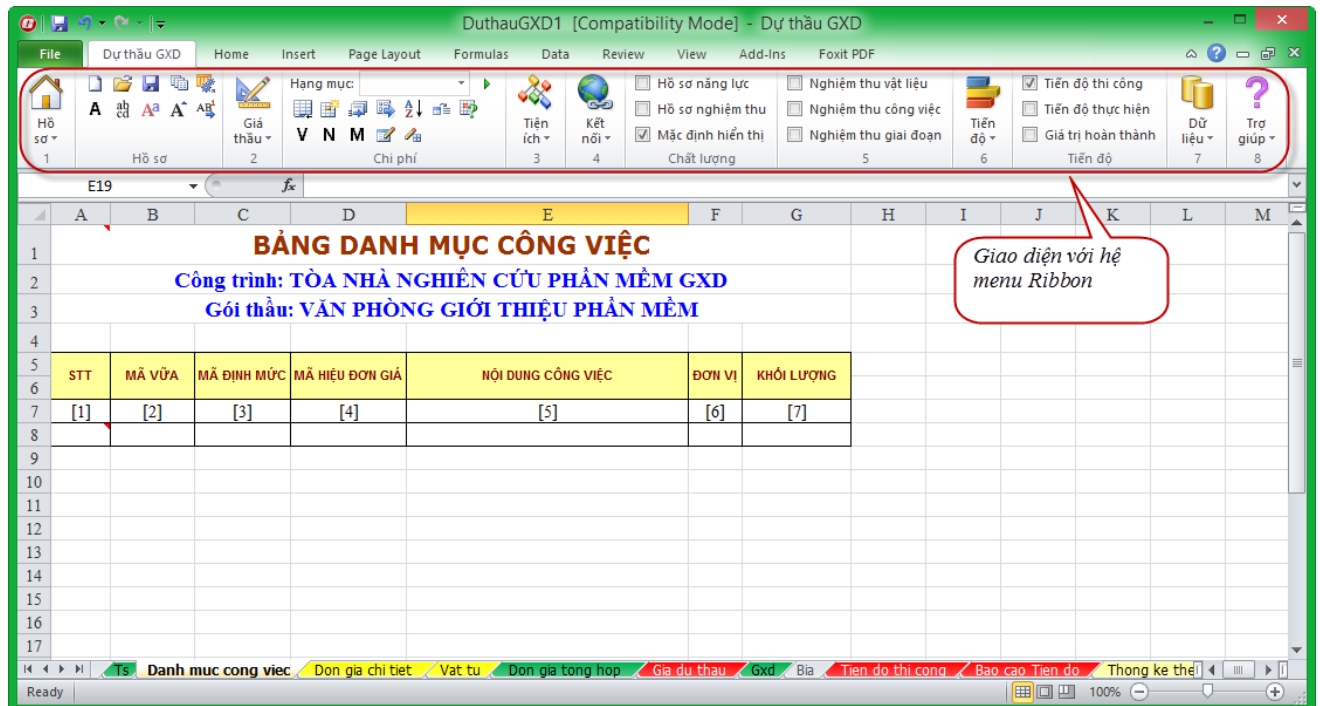 DuthauGXD1 [Compatibility Mode] - Dự thầu GXD
File Dự thầu GXD Home Insert Page Layout Formulas Data Review View Add-Ins Foxit PDF
Hạng mục: Hồ sơ năng lực Nghiệm thu vật liệu Tiến độ thi công
Hồ sơ nghiệm thu Nghiệm thu công việc Tiến độ thực hiện
V N M Mặc định hiển thị Nghiệm thu giai đoạn Giá trị hoàn thành
Hồ sơ Giá thầu Tiện ích Kết nối Tiến độ Dữ liệu Trợ giúp
1 Hồ sơ 2 Chi phí 3 4 Chất lượng 5 6 Tiến độ 7 8
E19 fx
A B C D E F G H I J K L M
1 BẢNG DANH MỤC CÔNG VIỆC
2 Công trình: TÒA NHÀ NGHIÊN CỨU PHẦN MỀM GXD
3 Gói thầu: VĂN PHÒNG GIỚI THIỆU PHẦN MỀM
Giao diện với hệ
menu Ribbon
4
5
STT MÃ VỮA MÃ ĐỊNH MỨC MÃ HIỆU ĐƠN GIÁ NỘI DUNG CÔNG VIỆC ĐƠN VỊ KHỐI LƯỢNG
6
7 [1] [2] [3] [4] [5] [6] [7]
8
9
10
11
12
13
14
15
16
17
Ts Danh muc cong viec Don gia chi tiet Vat tu Don gia tong hop Gia du thau Gxd Bia Tien do thi cong Bao cao Tien do Thong ke the
Ready 100%